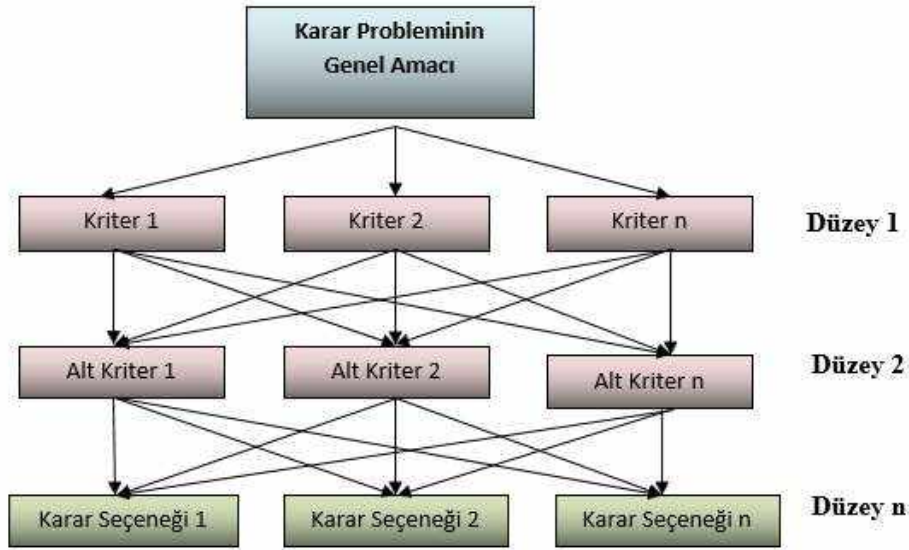 Karar Probleminin
Genel Amacı
Kriter 1
Kriter 2
Kriter n
Düzey 1
Alt Kriter 1
Alt Kriter 2
Alt Kriter n
Düzey 2
Karar Seçeneği 1
Karar Seçeneği 2
Karar Seçeneği n
Düzey n